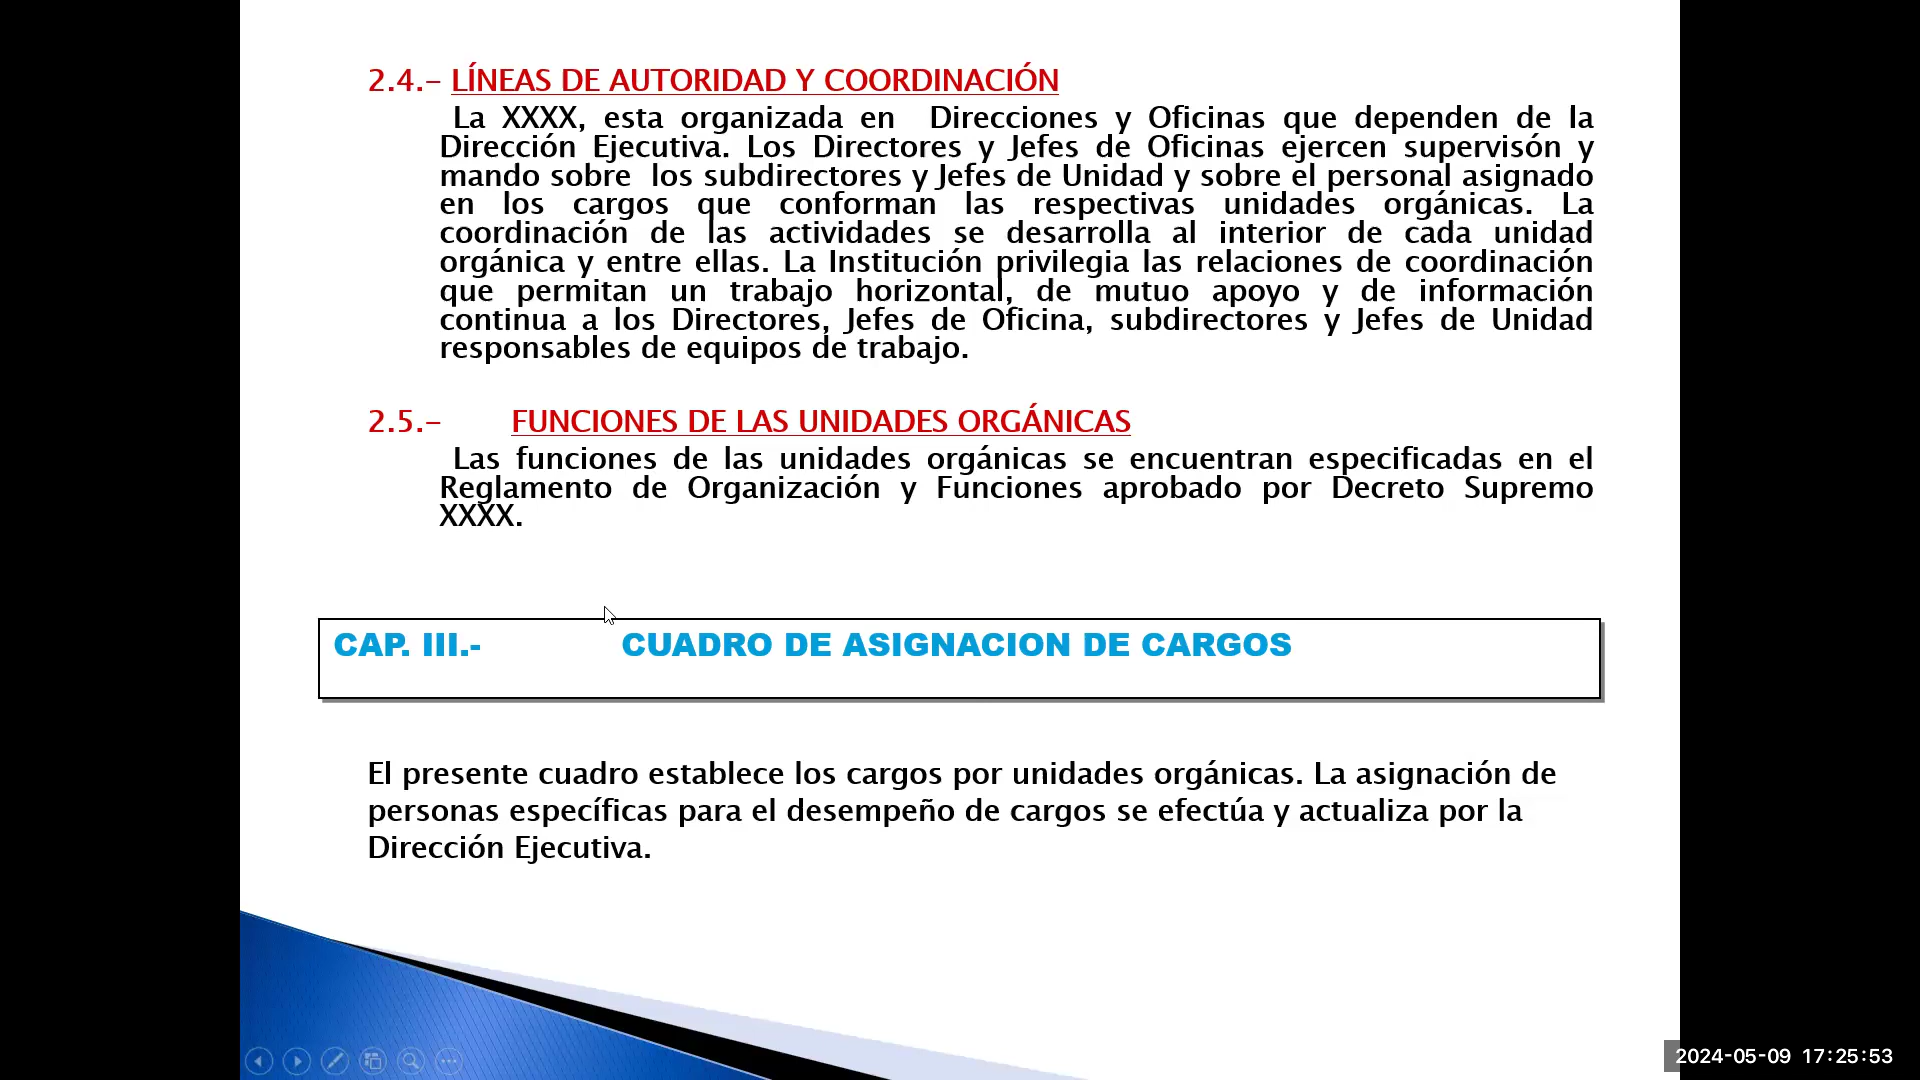 2.4.- LÍNEAS DE AUTORIDAD Y COORDINACIÓN
La XXXX, esta organizada en Direcciones y Oficinas que dependen de la
Dirección Ejecutiva. Los Directores y Jefes de Oficinas ejercen supervisón y
mando sobre los subdirectores y Jefes de Unidad y sobre el personal asignado
en los cargos que conforman las respectivas unidades orgánicas. La
coordinación de las actividades se desarrolla al interior de cada unidad
orgánica y entre ellas. La Institución privilegia las relaciones de coordinación
que permitan un trabajo horizontal, de mutuo apoyo y de información
continua a los Directores, Jefes de Oficina, subdirectores y Jefes de Unidad
responsables de equipos de trabajo.
2.5.- FUNCIONES DE LAS UNIDADES ORGÁNICAS
Las funciones de las unidades orgánicas se encuentran especificadas en el
Reglamento de Organización y Funciones aprobado por Decreto Supremo
XXXX.
CAP. III.- CUADRO DE ASIGNACION DE CARGOS
El presente cuadro establece los cargos por unidades orgánicas. La asignación de
personas específicas para el desempeño de cargos se efectúa y actualiza por la
Dirección Ejecutiva.
2024-05-09 17:25:53